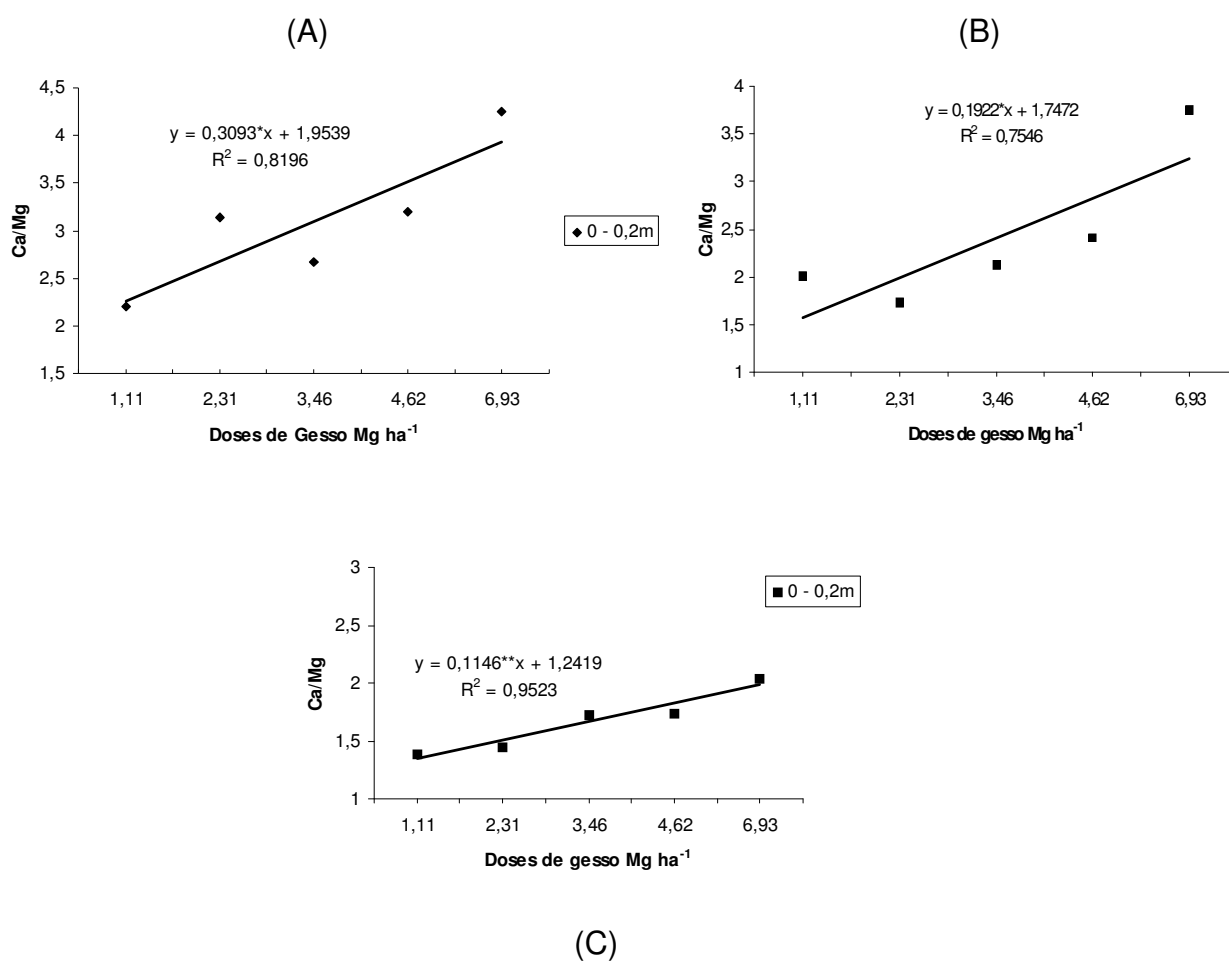 (A)
4,5
4
3,5
3
2,5
2
1,5
Ca/Mg
y = 0,3093*x + 1,9539
R² = 0,8196
1,11 2,31 3,46 4,62 6,93
Doses de Gesso Mg ha⁻¹
0 - 0,2m
(B)
4
3,5
3
2,5
2
1,5
1
Ca/Mg
y = 0,1922*x + 1,7472
R² = 0,7546
1,11 2,31 3,46 4,62 6,93
Doses de gesso Mg ha⁻¹
3
2,5
2
1,5
1
Ca/Mg
y = 0,1146**x + 1,2419
R² = 0,9523
0 - 0,2m
1,11 2,31 3,46 4,62 6,93
Doses de gesso Mg ha⁻¹
(C)